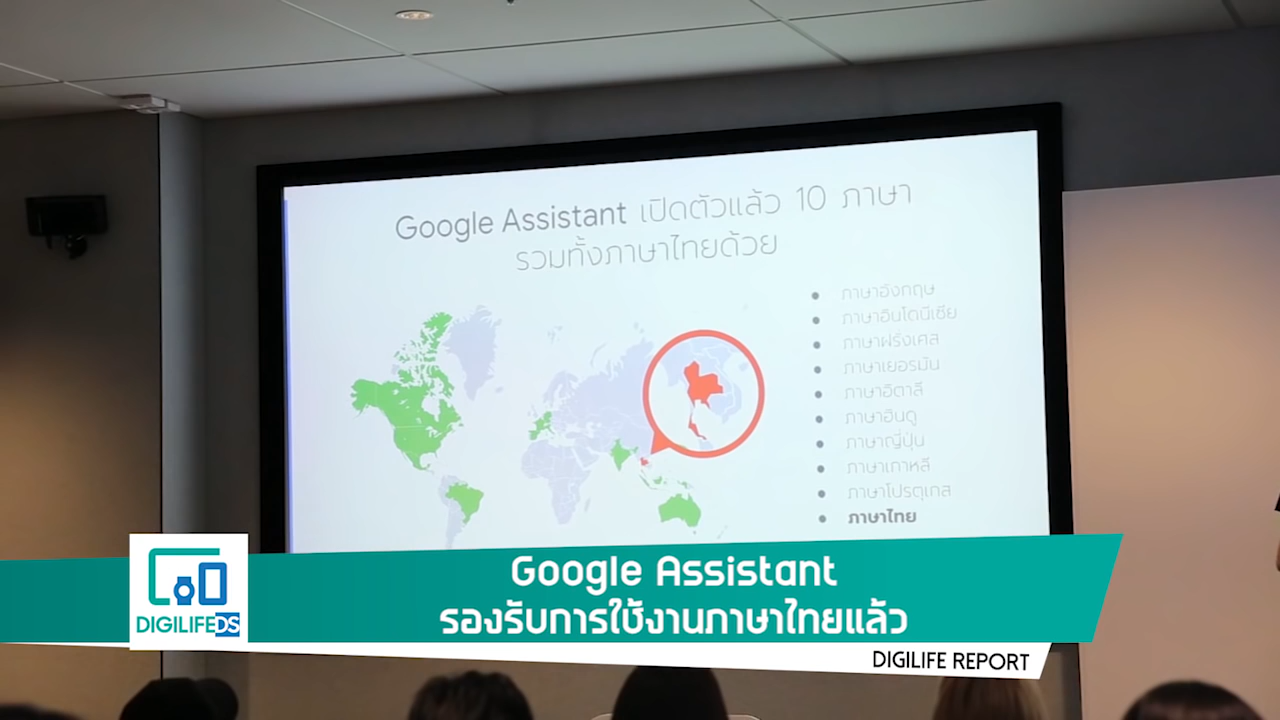 Google Assistant เปิดตัวแล้ว 10 ภาษา
รวมทั้งภาษาไทยด้วย
ภาษาอังกฤษ
ภาษาอินโดนีเซีย
ภาษาฝรั่งเศส
ภาษาเยอรมัน
ภาษาอิตาลี
ภาษาฮินดู
ภาษาญี่ปุ่น
ภาษาเกาหลี
ภาษาโปรตุเกส
ภาษาไทย
Google Assistant
รองรับการใช้งานภาษาไทยแล้ว
DIGILIFEDS
DIGILIFE REPORT